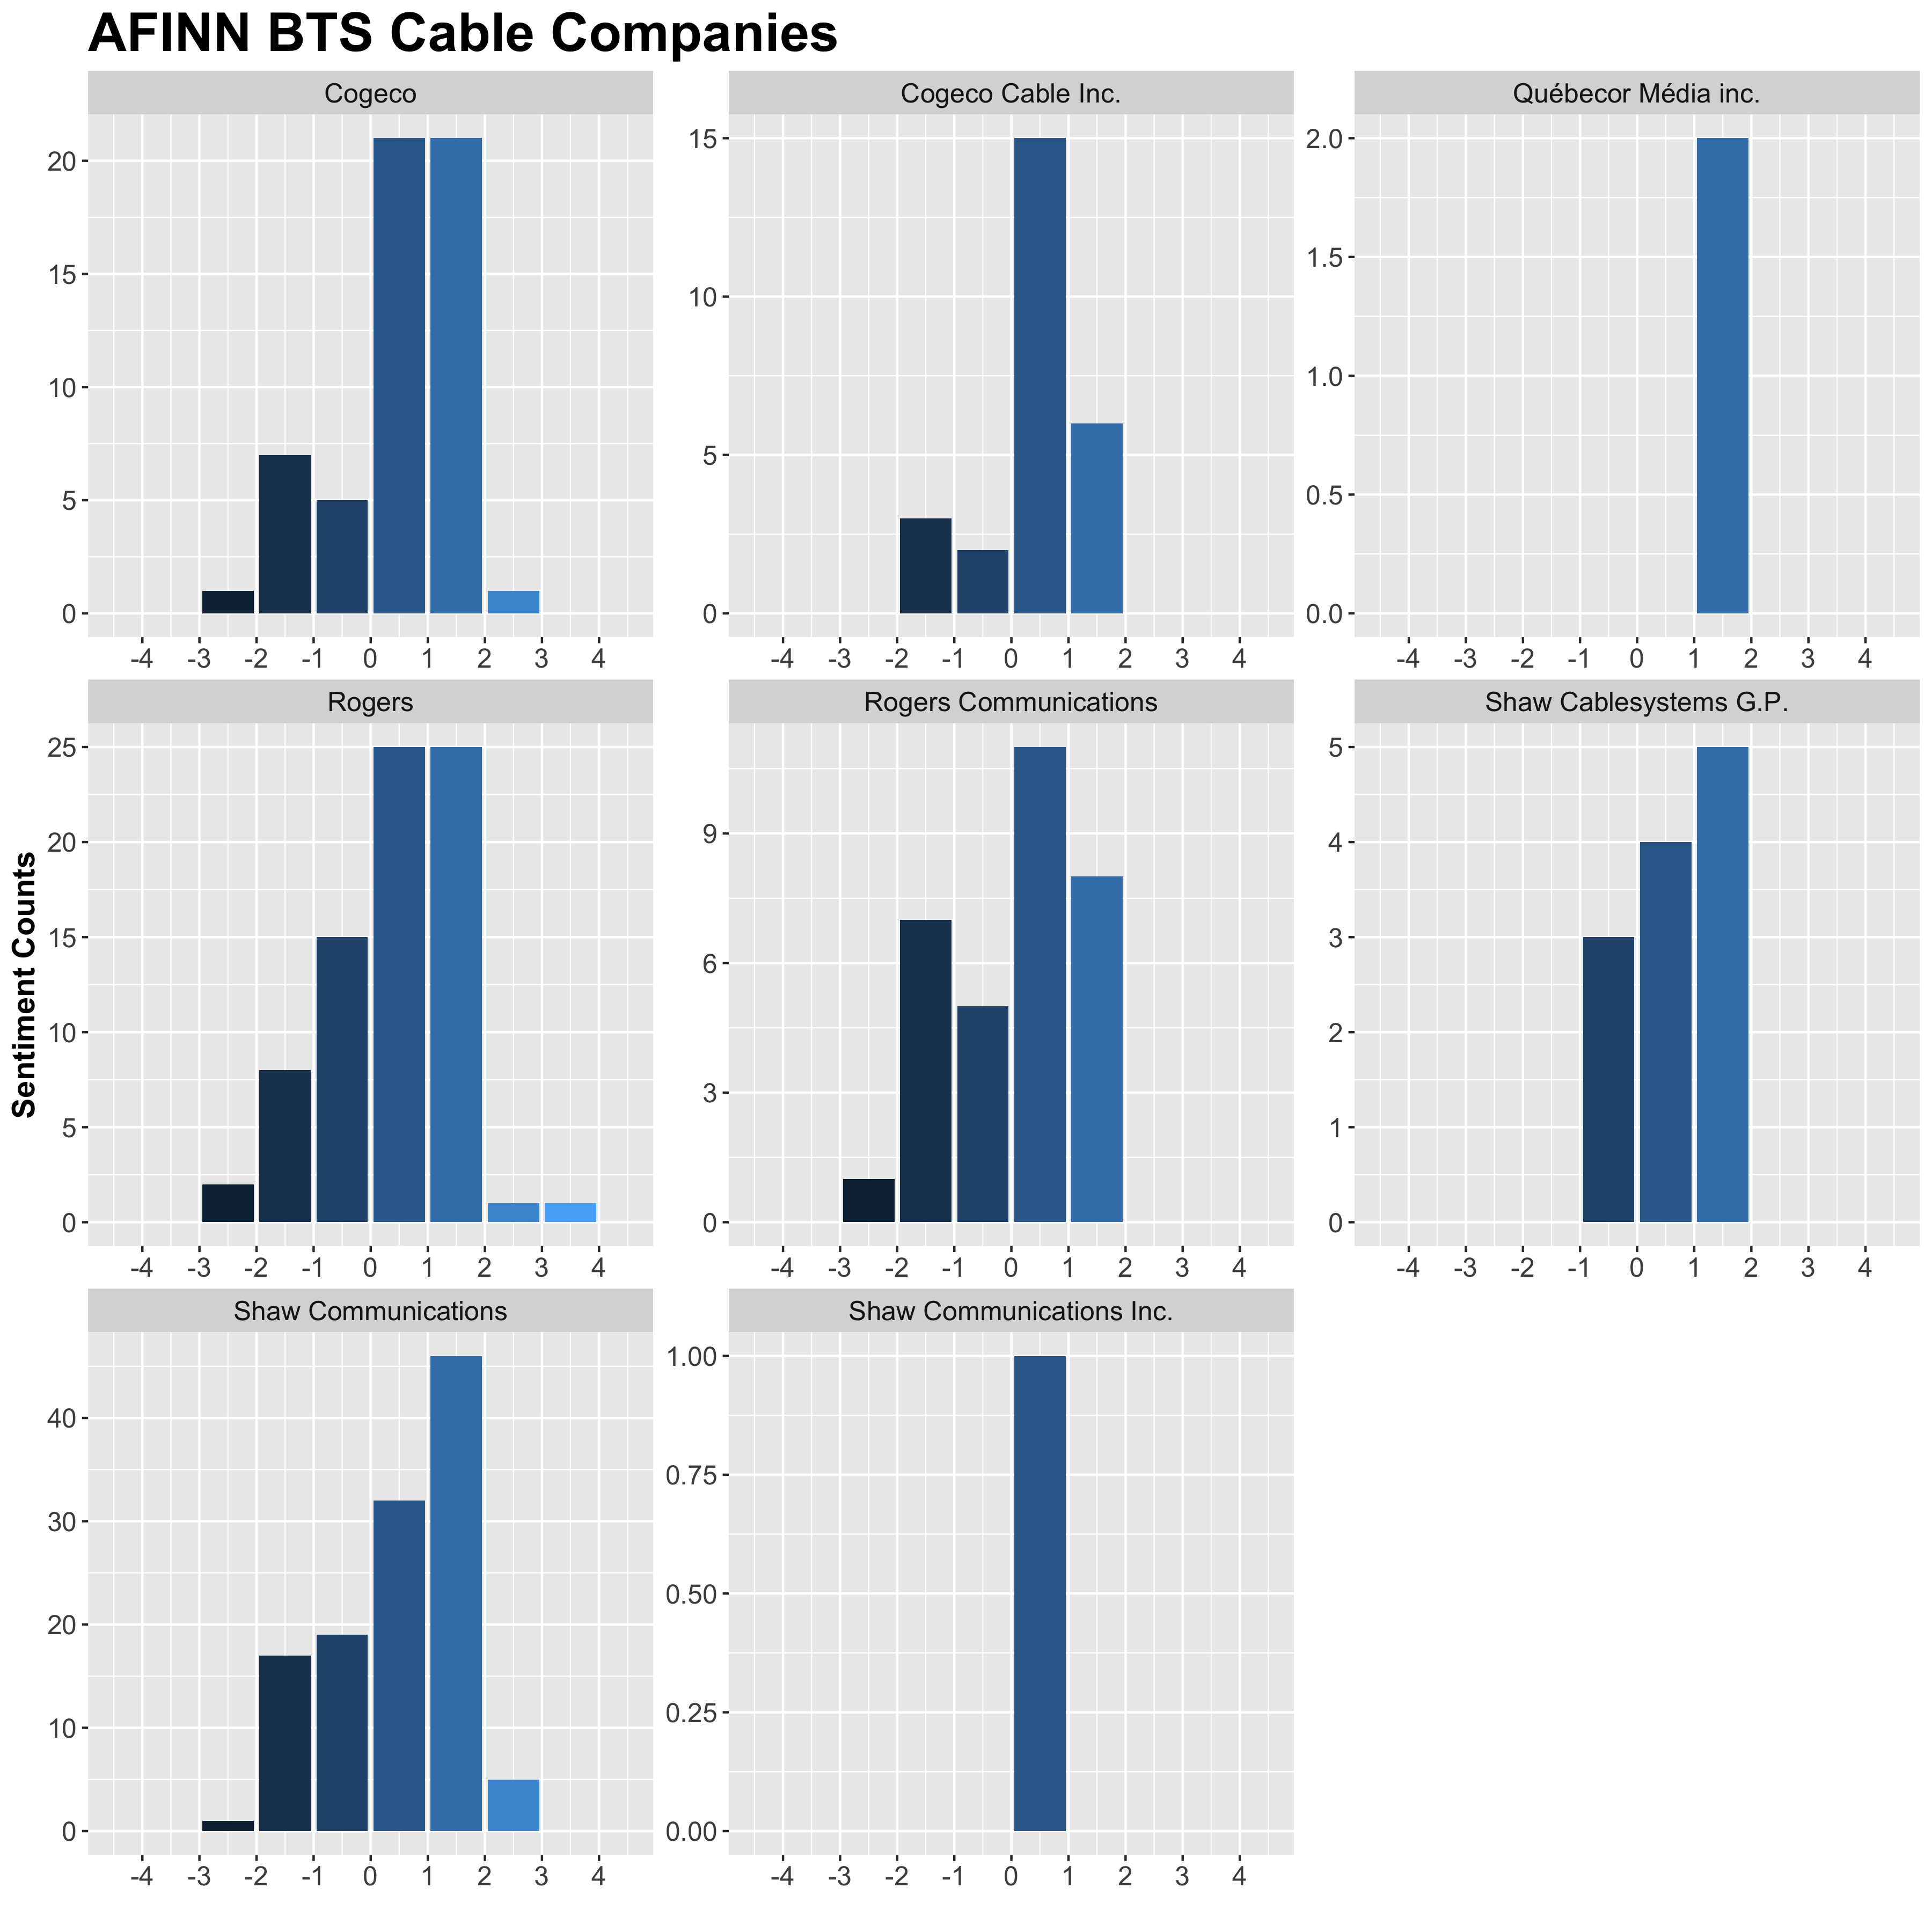 AFINN BTS Cable Companies
Cogeco
Cogeco Cable Inc.
Québecor Média inc.
20
15
10
5
0
15
10
5
0
2.0
1.5
1.0
0.5
0.0
-4 -3 -2 -1 0 1 2 3 4
-4 -3 -2 -1 0 1 2 3 4
-4 -3 -2 -1 0 1 2 3 4
Sentiment Counts
Rogers
Rogers Communications
Shaw Cablesystems G.P.
25
20
15
10
5
0
9
6
3
0
5
4
3
2
1
0
-4 -3 -2 -1 0 1 2 3 4
-4 -3 -2 -1 0 1 2 3 4
-4 -3 -2 -1 0 1 2 3 4
Shaw Communications
Shaw Communications Inc.
40
30
20
10
0
1.00
0.75
0.50
0.25
0.00
-4 -3 -2 -1 0 1 2 3 4
-4 -3 -2 -1 0 1 2 3 4